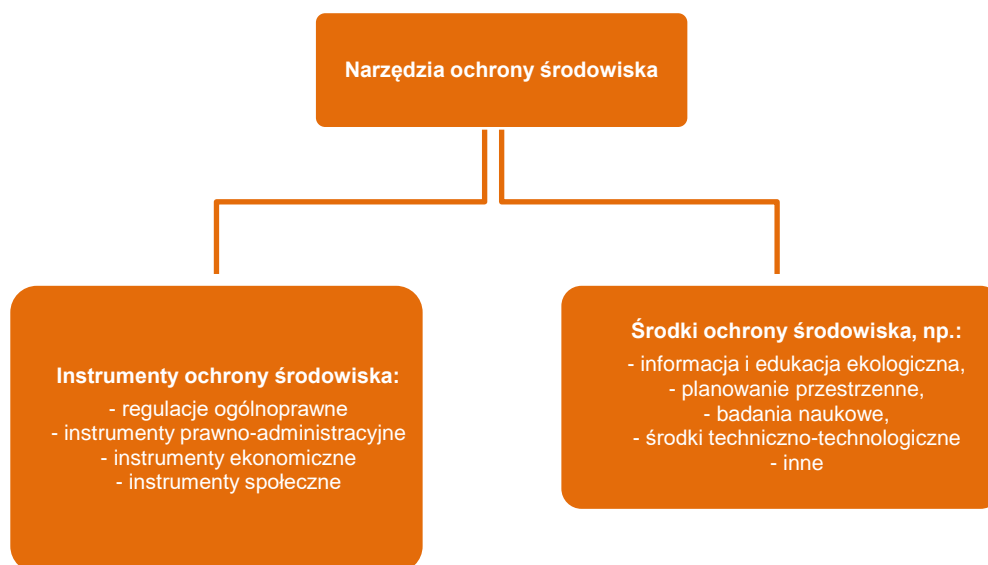 Narzędzia ochrony środowiska
Instrumenty ochrony środowiska:
- regulacje ogólnoprawne
- instrumenty prawno-administracyjne
- instrumenty ekonomiczne
- instrumenty społeczne
Środki ochrony środowiska, np.:
- informacja i edukacja ekologiczna,
- planowanie przestrzenne,
- badania naukowe,
- środki techniczno-technologiczne
- inne